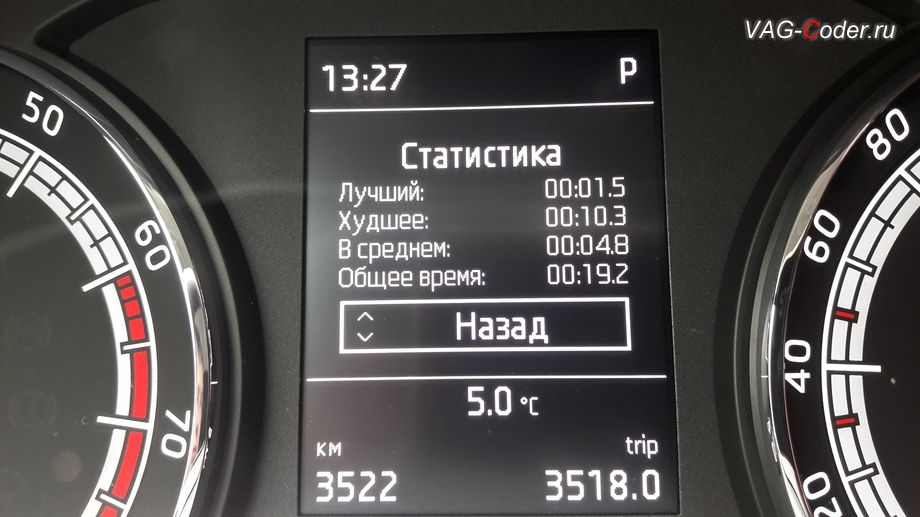 VAG-Coder.ru
13:27 P
Статистика
Лучший: 00:01.5
Худшее: 00:10.3
В среднем: 00:04.8
Общее время: 00:19.2
Назад
5.0 °C
км trip
3522 3518.0
50
60
70
80
60
40
20